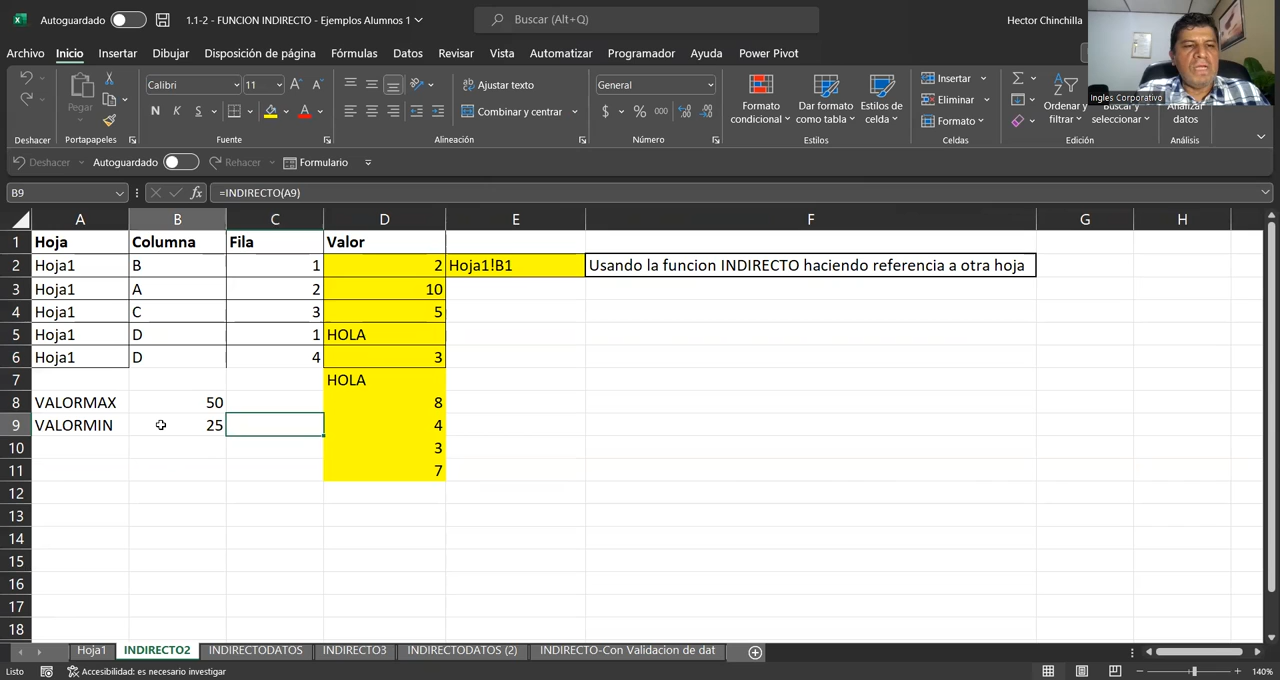 Autoguardado
1.1-2 - FUNCION INDIRECTO - Ejemplos Alumnos 1
Buscar (Alt+Q)
Hector Chinchilla
Archivo Inicio Insertar Dibujar Disposición de página Fórmulas Datos Revisar Vista Automatizar Programador Ayuda Power Pivot
Ingles Corporativo
Pegar
Calibri 11
N K S
Ajustar texto
Combinar y centrar
General
$ % 000
Formato condicional
Dar formato como tabla
Estilos de celda
Insertar
Eliminar
Formato
Ordenar y filtrar
Buscar y seleccionar
Analizar datos
Deshacer Portapapeles Fuente Alineación Número Estilos Celdas Edición Análisis
Deshacer Autoguardado Rehacer Formulario
B9 fx =INDIRECTO(A9)
A B C D E F G H
1 Hoja Columna Fila Valor
2 Hoja1 B 1 2 Hoja1!B1 Usando la funcion INDIRECTO haciendo referencia a otra hoja
3 Hoja1 A 2 10
4 Hoja1 C 3 5
5 Hoja1 D 1 HOLA
6 Hoja1 D 4 3
7 HOLA
8 VALORMAX 50 8
9 VALORMIN 25 4
10 3
11 7
12
13
14
15
16
17
18
Hoja1 INDIRECTO2 INDIRECTODATOS INDIRECTO3 INDIRECTODATOS (2) INDIRECTO-Con Validacion de dat
Listo Accesibilidad: es necesario investigar 140%